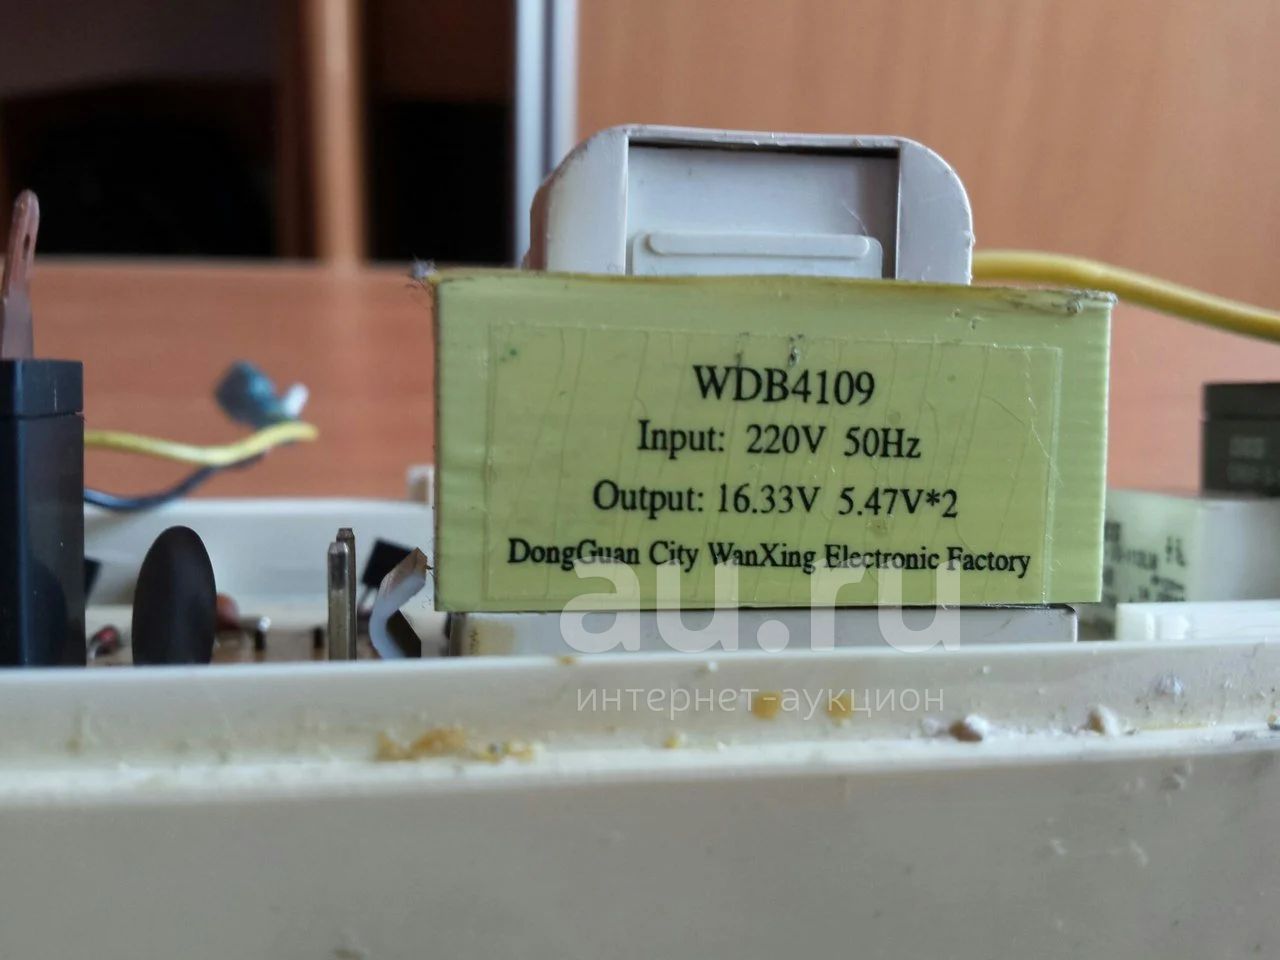 WDB4109
Input: 220V 50Hz
Output: 16.33V 5.47V*2
DongGuan City WanXing Electronic Factory
au.ru
интернет-аукцион